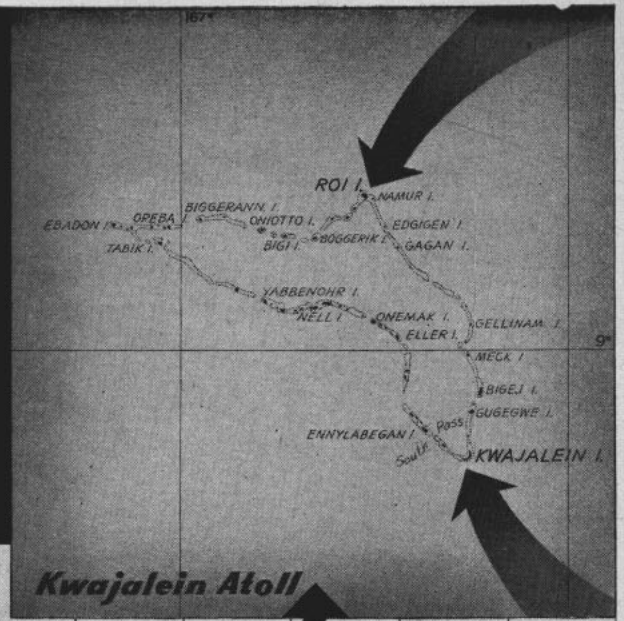 167°
ROI I.
NAMUR I.
BIGGERANN I.
EBADON I.
OPEBA I.
ONIOTTO I.
EDGIGEN I.
TABIK I.
BIGI I.
BOGGERIK I.
GAGAN I.
YABBENOHR I.
NELL I
ONEMAK I.
GELLINAM I.
ELLER I.
9°
MECK I
BIGEJ I.
GUGEGWE I.
ENNYLABEGAN I.
South Pass
KWAJALEIN I.
Kwajalein Atoll